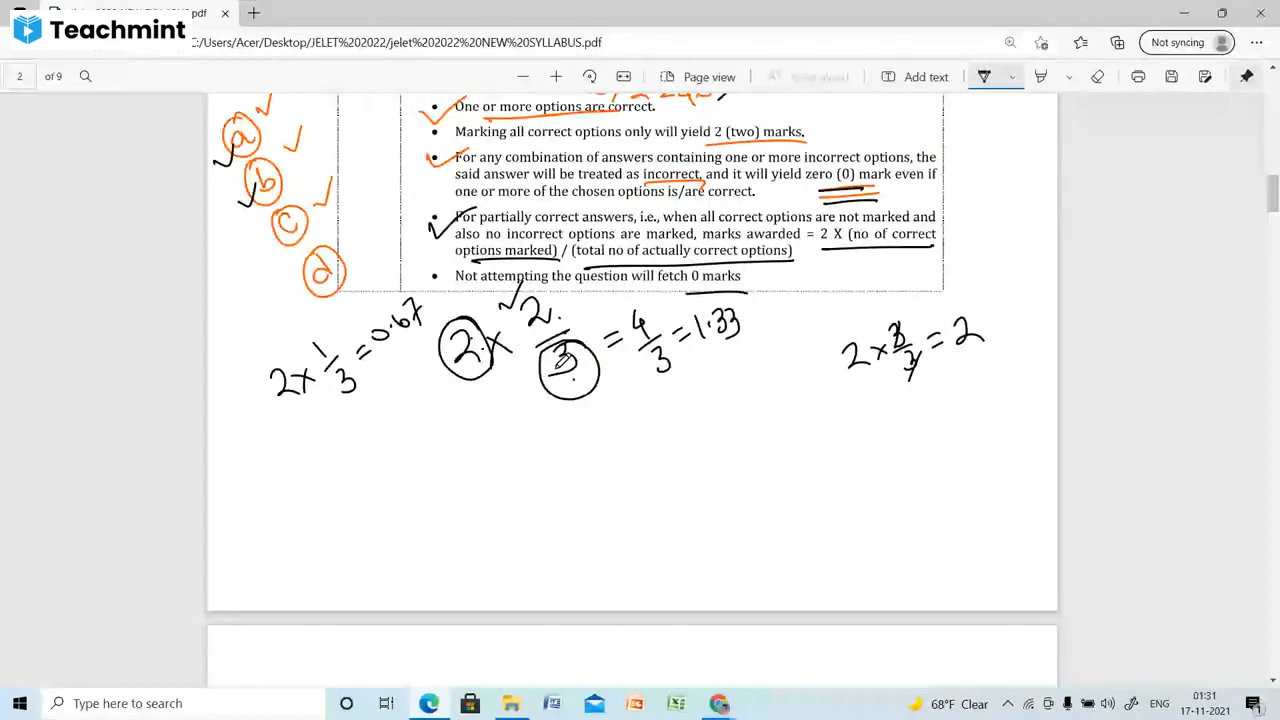 .pdf
Teachmint
C:/Users/Acer/Desktop/JELET%202022/jelet%202022%20NEW%20SYLLABUS.pdf
Not syncing
2 of 9
Page view
Read aloud
Add text
One or more options are correct.
Marking all correct options only will yield 2 (two) marks.
For any combination of answers containing one or more incorrect options, the
said answer will be treated as incorrect, and it will yield zero (0) mark even if
one or more of the chosen options is/are correct.
For partially correct answers, i.e., when all correct options are not marked and
also no incorrect options are marked, marks awarded = 2 X (no of correct
options marked) / (total no of actually correct options)
Not attempting the question will fetch 0 marks
a
b
c
d
2 × 1/3 = 0.67
2 × 2/3 = 4/3 = 1.33
2 × 3/3 = 2
Type here to search
68°F Clear
ENG
01:31
17-11-2021